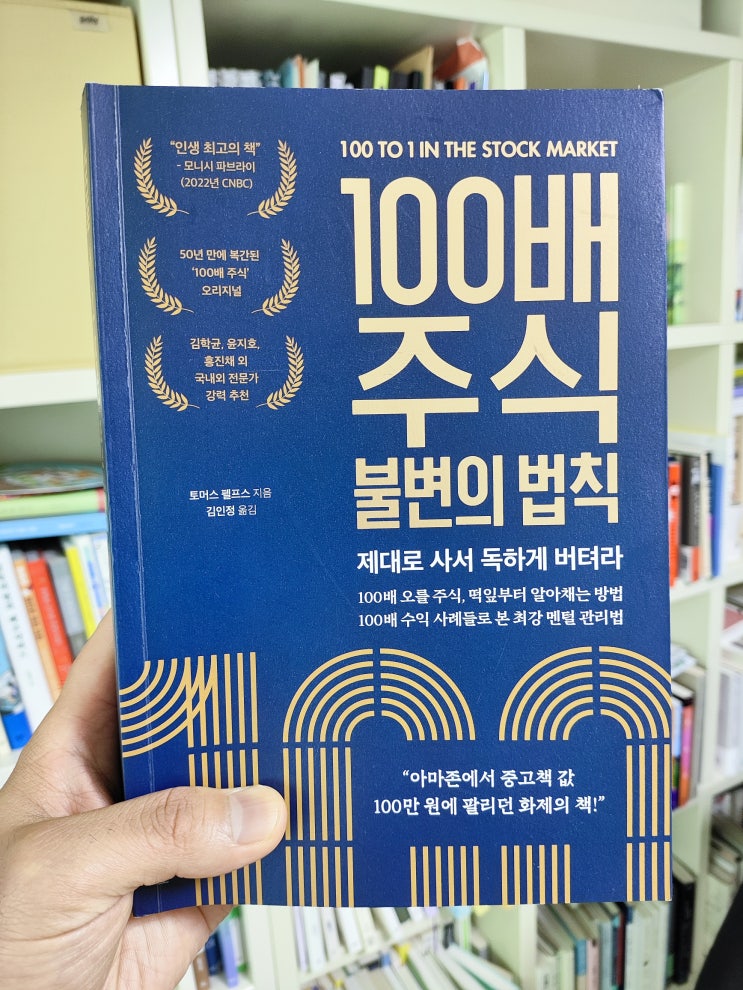 “인생 최고의 책”
- 모니시 파브라이
(2022년 CNBC)
50년 만에 복간된
‘100배 주식’
오리지널
김학균, 윤지호,
홍진채 외
국내외 전문가
강력 추천
토머스 펠프스 지음
김인정 옮김
100 TO 1 IN THE STOCK MARKET
100배
주식
불변의 법칙
제대로 사서 독하게 버텨라
100배 오를 주식, 떡잎부터 알아채는 방법
100배 수익 사례들로 본 최강 멘털 관리법
“아마존에서 중고책 값
100만 원에 팔리던 화제의 책!”